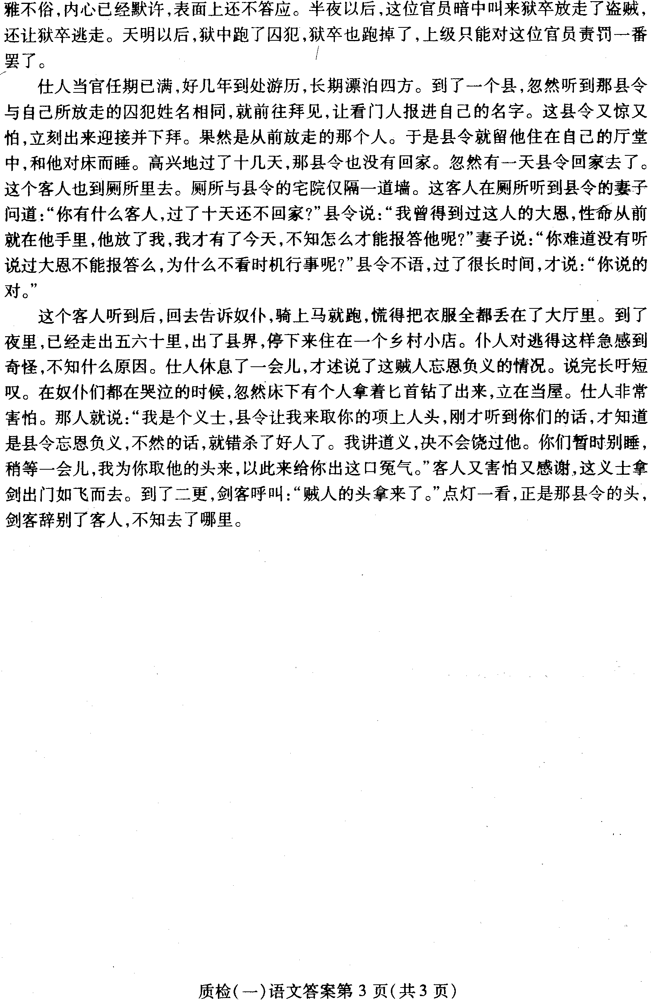 雅不俗,内心已经默许,表面上还不答应。半夜以后,这位官员暗中叫来狱卒放走了盗贼,
还让狱卒逃走。天明以后,狱中跑了囚犯,狱卒也跑掉了,上级只能对这位官员责罚一番
罢了。
仕人当官任期已满,好几年到处游历,长期漂泊四方。到了一个县,忽然听到那县令
与自己所放走的囚犯姓名相同,就前往拜见,让看门人报进自己的名字。这县令又惊又
怕,立刻出来迎接并下拜。果然是从前放走的那个人。于是县令就留他住在自己的厅堂
中,和他对床而睡。高兴地过了十几天,那县令也没有回家。忽然有一天县令回家去了。
这个客人也到厕所里去。厕所与县令的宅院仅隔一道墙。这客人在厕所听到县令的妻子
问道:“你有什么客人,过了十天还不回家?”县令说:“我曾得到过这人的大恩,性命从前
就在他手里,他放了我,我才有了今天,不知怎么才能报答他呢?”妻子说:“你难道没有听
说过大恩不能报答么,为什么不看时机行事呢?”县令不语,过了很长时间,才说:“你说的
对。”
这个客人听到后,回去告诉奴仆,骑上马就跑,慌得把衣服全都丢在了大厅里。到了
夜里,已经走出五六十里,出了县界,停下来住在一个乡村小店。仆人对逃得这样急感到
奇怪,不知什么原因。仕人休息了一会儿,才述说了这贼人忘恩负义的情况。说完长吁短
叹。在奴仆们都在哭泣的时候,忽然床下有个人拿着匕首钻了出来,立在当屋。仕人非常
害怕。那人就说:“我是个义士,县令让我来取你的项上人头,刚才听到你们的话,才知道
是县令忘恩负义,不然的话,就错杀了好人了。我讲道义,决不会饶过他。你们暂时别睡,
稍等一会儿,我为你取他的头来,以此来给你出这口冤气。”客人又害怕又感谢,这义士拿
剑出门如飞而去。到了二更,剑客呼叫:“贼人的头拿来了。”点灯一看,正是那县令的头,
剑客辞别了客人,不知去了哪里。
质检(一)语文答案第 3 页(共 3 页)